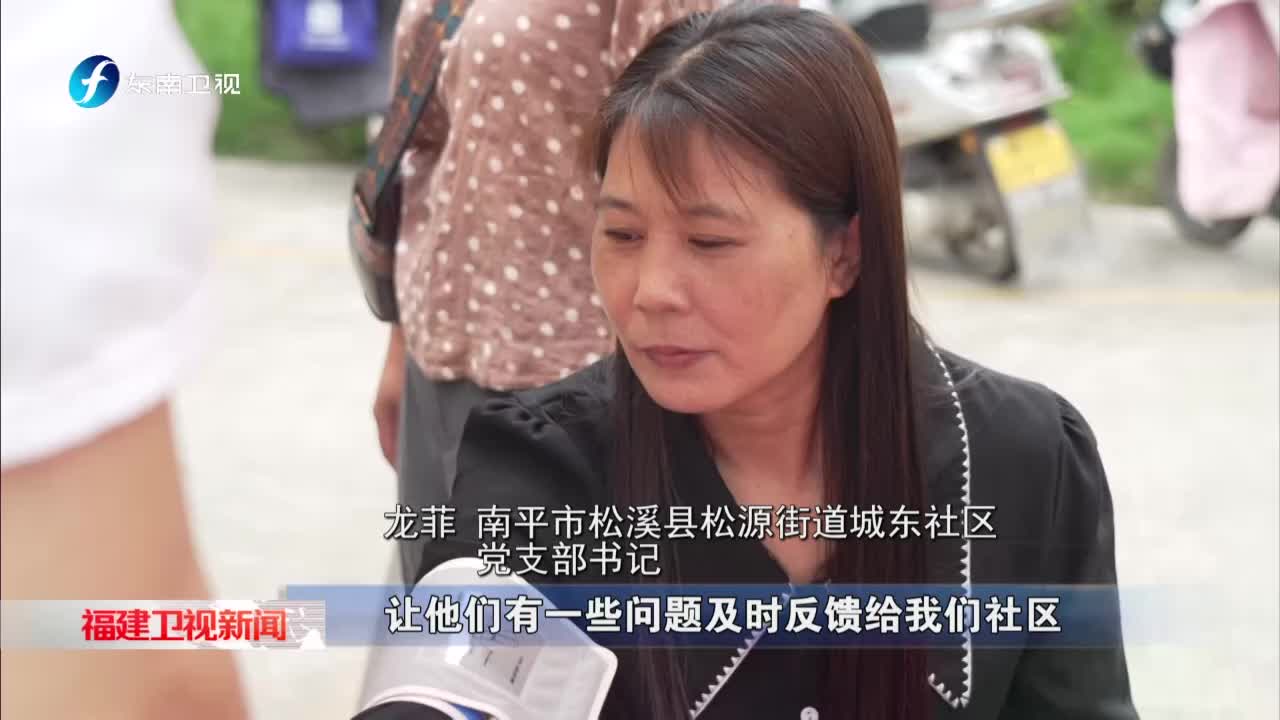 东南卫视
龙菲 南平市松溪县松源街道城东社区
党支部书记
福建卫视新闻
让他们有一些问题及时反馈给我们社区